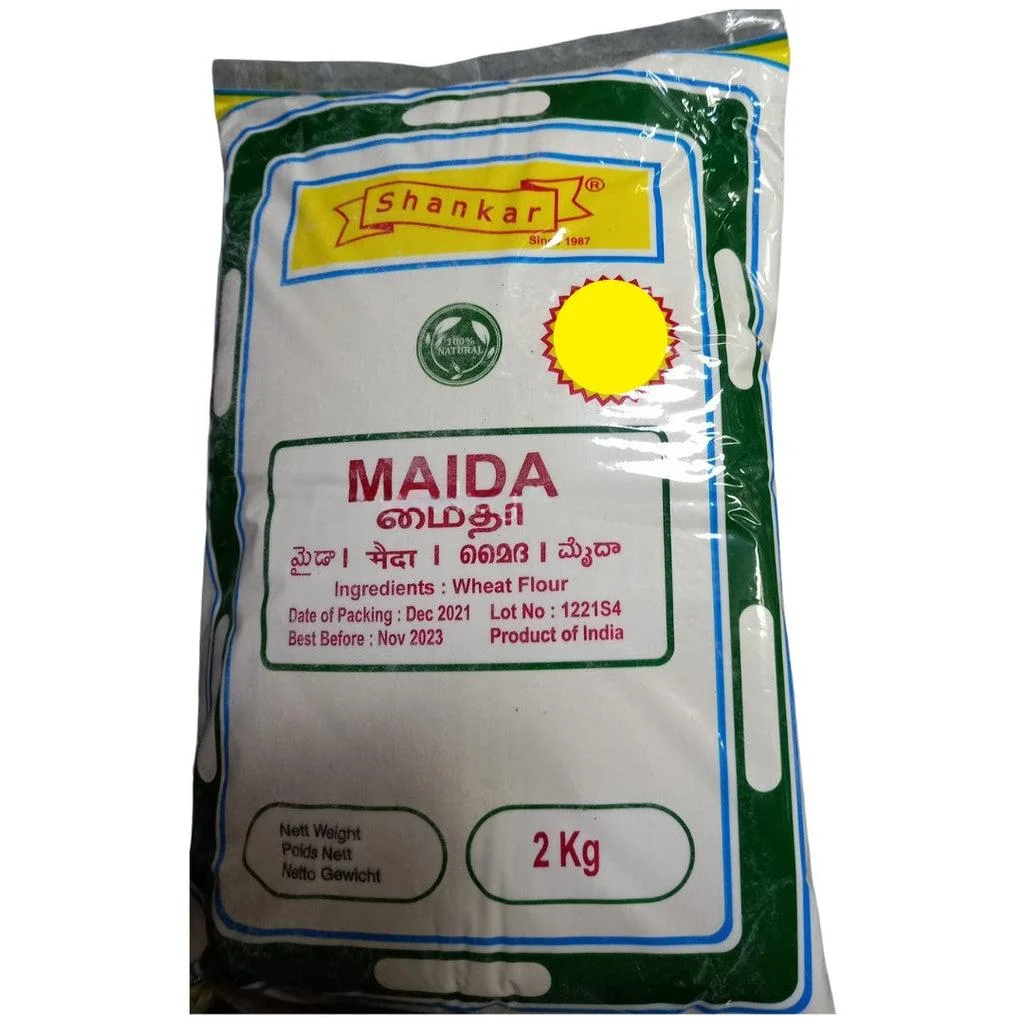 Shankar ®
Since 1987
100%
NATURAL
MAIDA
மைதா
మైడా | मैदा | മൈദ | ಮೈದಾ
Ingredients : Wheat Flour
Date of Packing : Dec 2021 Lot No : 1221S4
Best Before : Nov 2023 Product of India
Nett Weight
Poids Nett
Netto Gewicht
2 Kg